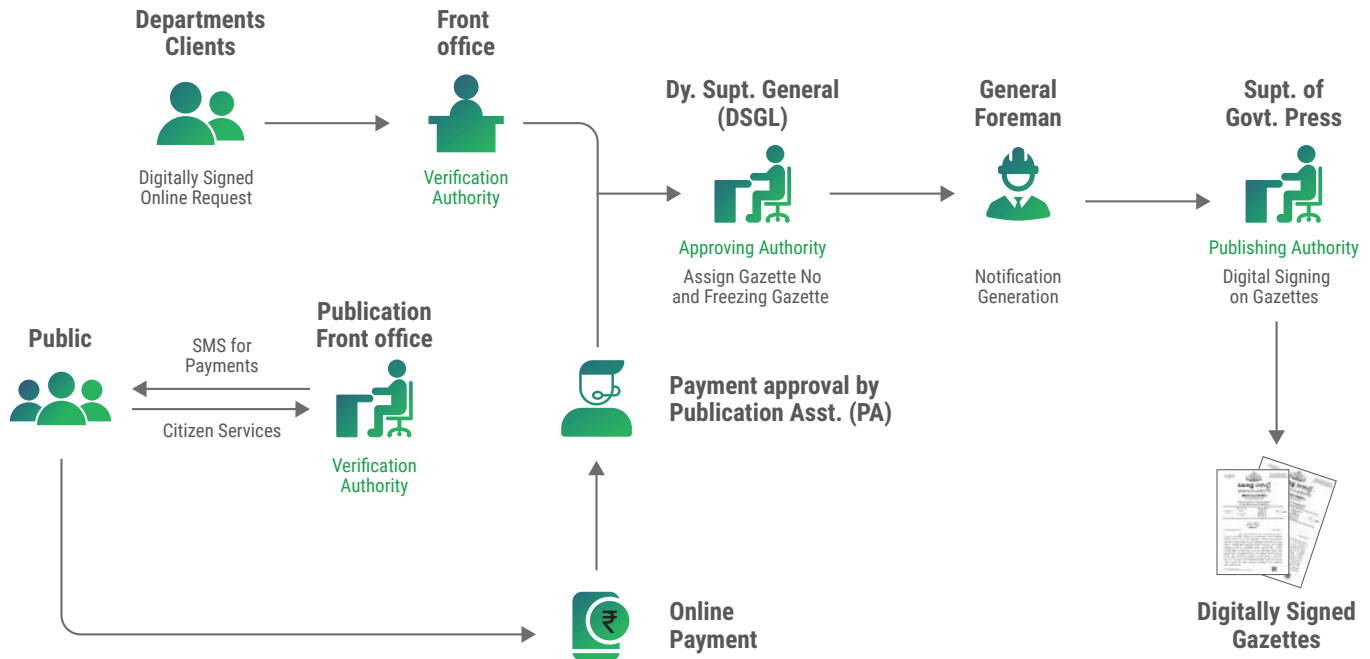 Departments
Clients
Digitally Signed
Online Request
Front
office
Verification
Authority
Dy. Supt. General
(DSGL)
Approving Authority
Assign Gazette No
and Freezing Gazette
General
Foreman
Notification
Generation
Supt. of
Govt. Press
Publishing Authority
Digital Signing
on Gazettes
Public
SMS for
Payments
Citizen Services
Publication
Front office
Verification
Authority
Payment approval by
Publication Asst. (PA)
₹
Online
Payment
Digitally Signed
Gazettes